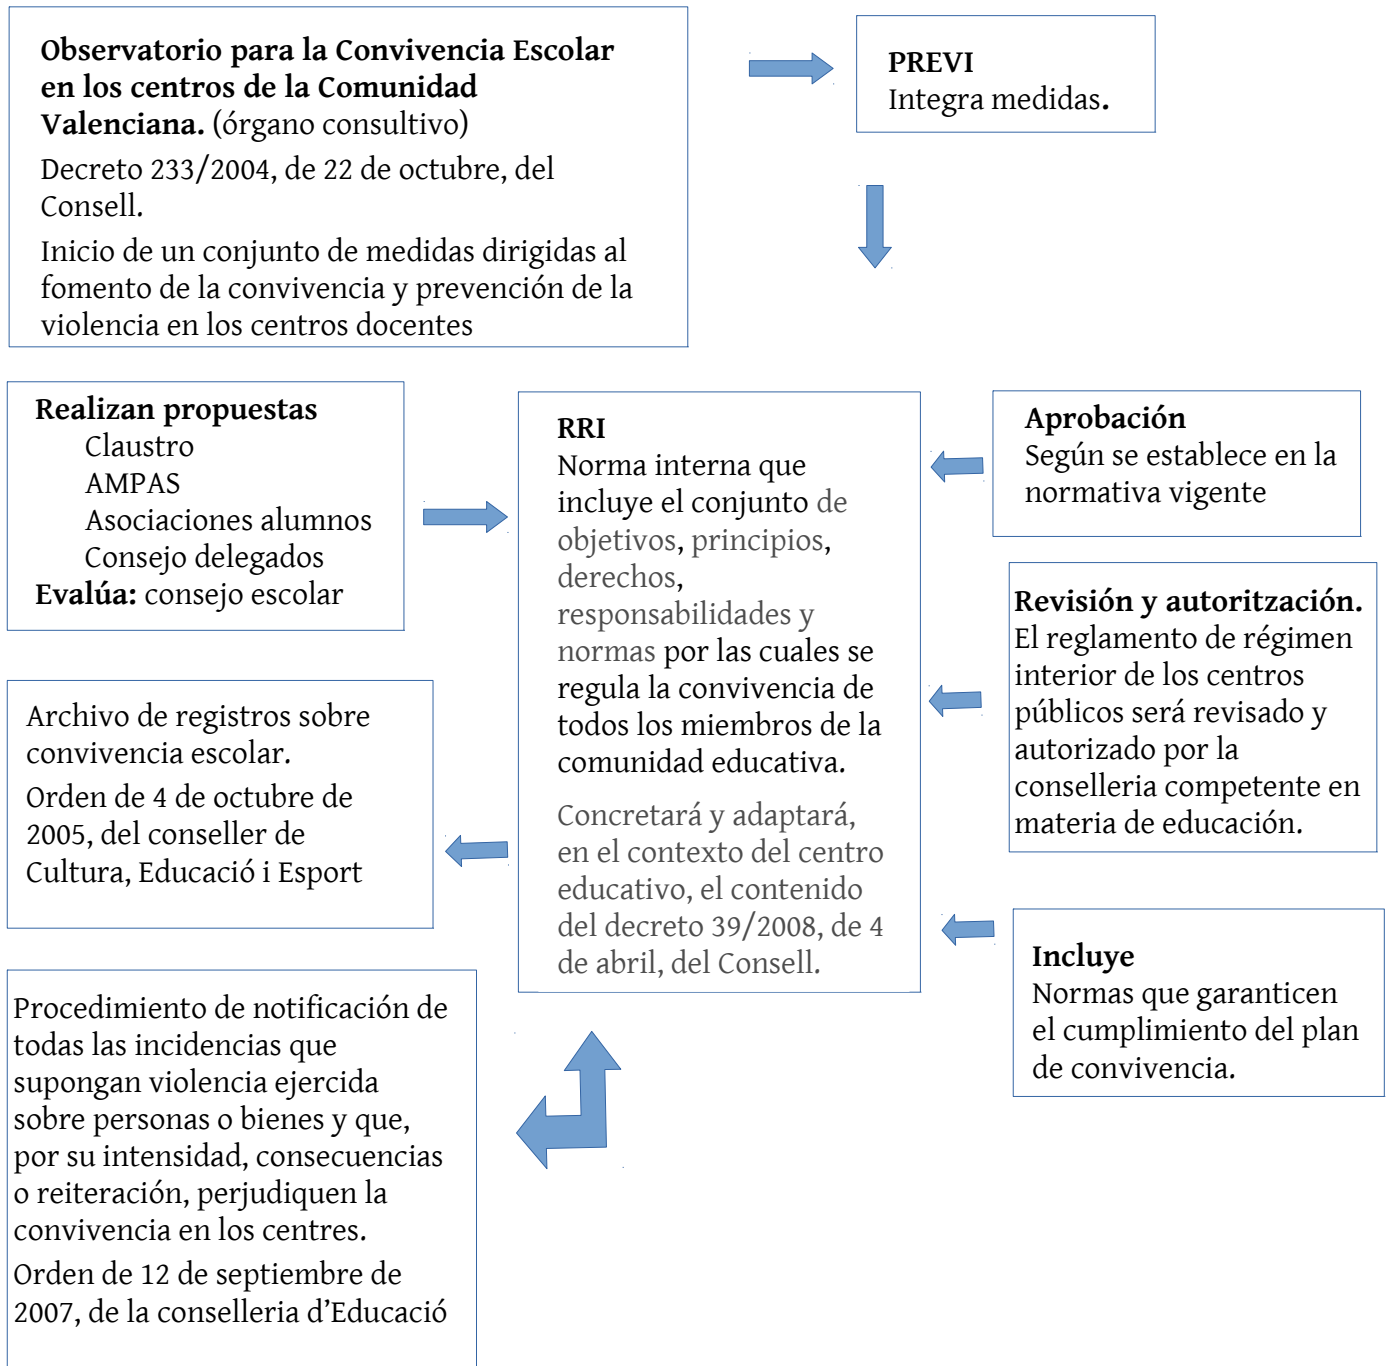 Observatorio para la Convivencia Escolar
en los centros de la Comunidad
Valenciana. (órgano consultivo)
Decreto 233/2004, de 22 de octubre, del
Consell.
Inicio de un conjunto de medidas dirigidas al
fomento de la convivencia y prevención de la
violencia en los centros docentes
PREVI
Integra medidas.
Realizan propuestas
Claustro
AMPAS
Asociaciones alumnos
Consejo delegados
Evalúa: consejo escolar
RRI
Norma interna que
incluye el conjunto de
objetivos, principios,
derechos,
responsabilidades y
normas por las cuales se
regula la convivencia de
todos los miembros de la
comunidad educativa.
Concretará y adaptará,
en el contexto del centro
educativo, el contenido
del decreto 39/2008, de 4
de abril, del Consell.
Aprobación
Según se establece en la
normativa vigente
Revisión y autoritzación.
El reglamento de régimen
interior de los centros
públicos será revisado y
autorizado por la
conselleria competente en
materia de educación.
Archivo de registros sobre
convivencia escolar.
Orden de 4 de octubre de
2005, del conseller de
Cultura, Educació i Esport
Incluye
Normas que garanticen
el cumplimiento del plan
de convivencia.
Procedimiento de notificación de
todas las incidencias que
supongan violencia ejercida
sobre personas o bienes y que,
por su intensidad, consecuencias
o reiteración, perjudiquen la
convivencia en los centres.
Orden de 12 de septiembre de
2007, de la conselleria d’Educació